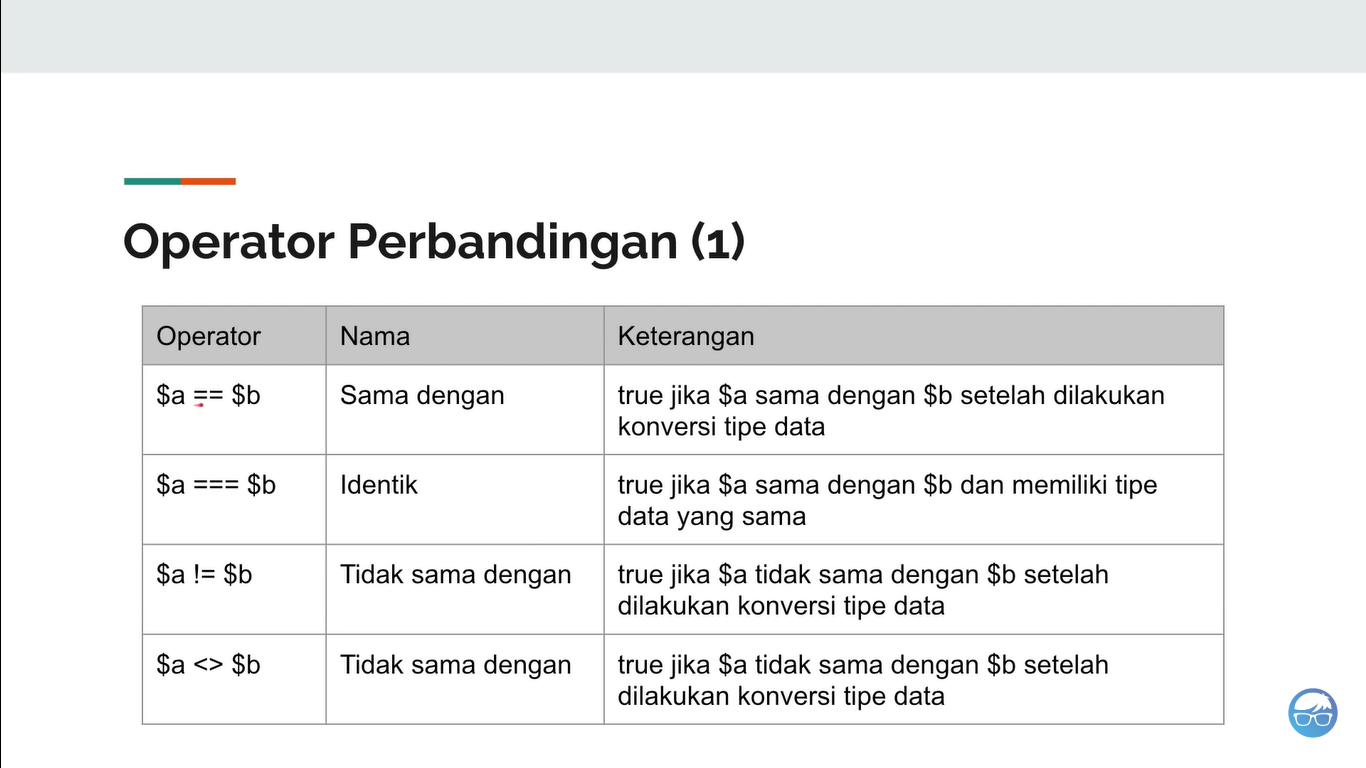 Operator Perbandingan (1)
Operator Nama Keterangan
$a == $b Sama dengan true jika $a sama dengan $b setelah dilakukan
konversi tipe data
$a === $b Identik true jika $a sama dengan $b dan memiliki tipe
data yang sama
$a != $b Tidak sama dengan true jika $a tidak sama dengan $b setelah
dilakukan konversi tipe data
$a <> $b Tidak sama dengan true jika $a tidak sama dengan $b setelah
dilakukan konversi tipe data